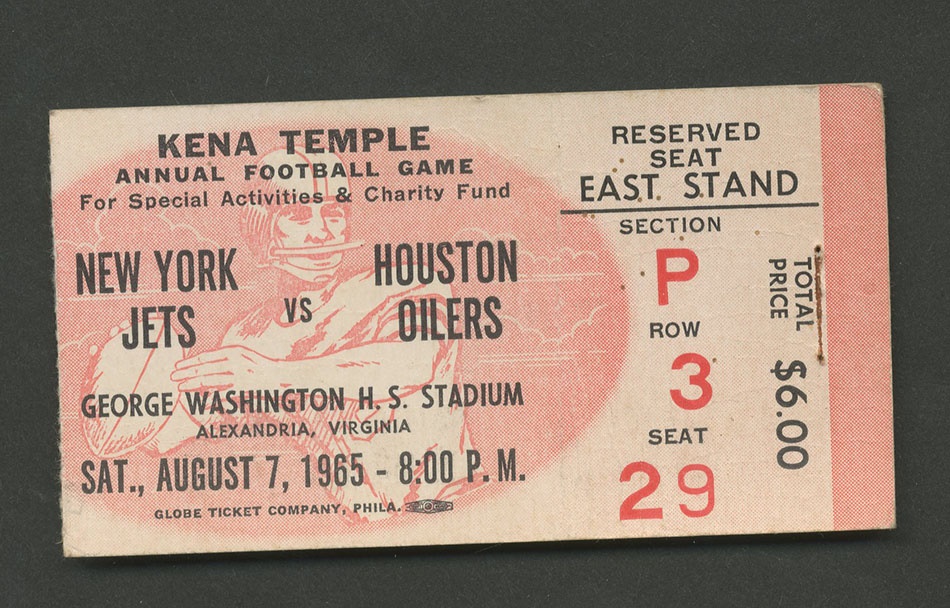 KENA TEMPLE
ANNUAL FOOTBALL GAME
For Special Activities & Charity Fund
NEW YORK
JETS
VS
HOUSTON
OILERS
GEORGE WASHINGTON H. S. STADIUM
ALEXANDRIA, VIRGINIA
SAT., AUGUST 7, 1965 - 8:00 P. M.
GLOBE TICKET COMPANY, PHILA.
RESERVED
SEAT
EAST STAND
SECTION
P
ROW
3
SEAT
29
TOTAL
PRICE
$6.00